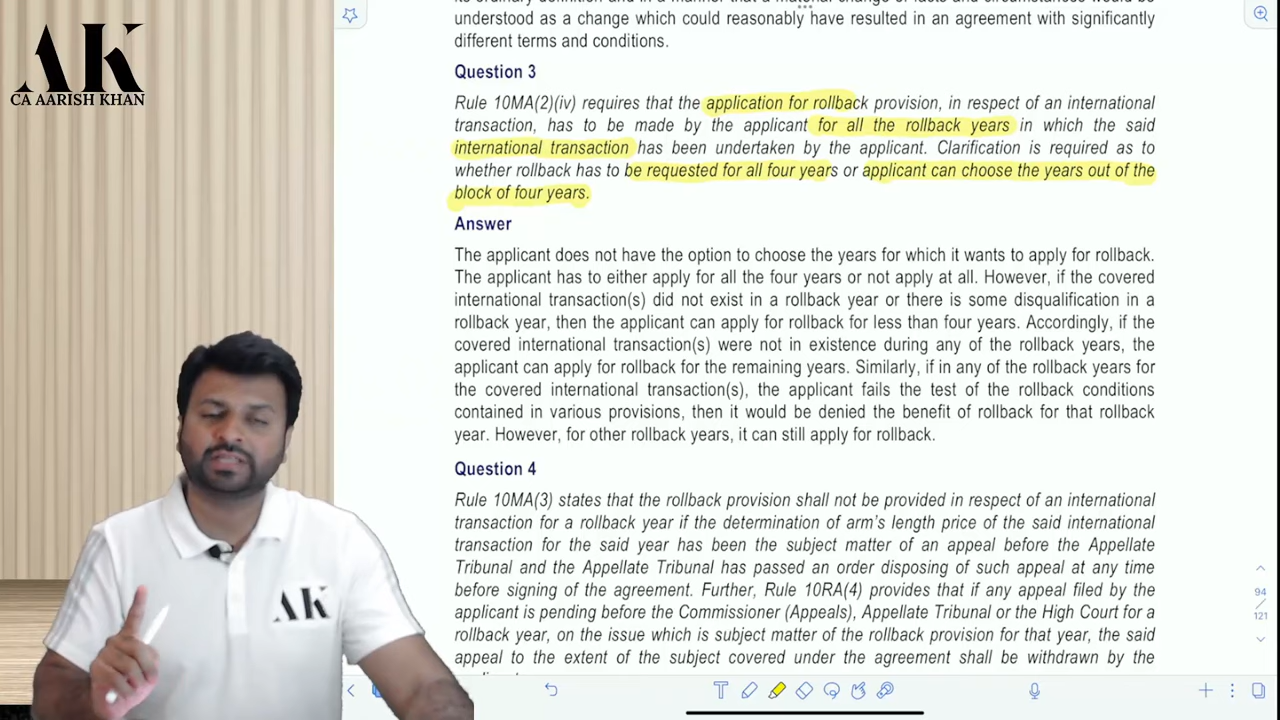 AK
CA AARISH KHAN
its ordinary definition and in a manner that a material change of facts and circumstances would be
understood as a change which could reasonably have resulted in an agreement with significantly
different terms and conditions.
Question 3
Rule 10MA(2)(iv) requires that the application for rollback provision, in respect of an international
transaction, has to be made by the applicant for all the rollback years in which the said
international transaction has been undertaken by the applicant. Clarification is required as to
whether rollback has to be requested for all four years or applicant can choose the years out of the
block of four years.
Answer
The applicant does not have the option to choose the years for which it wants to apply for rollback.
The applicant has to either apply for all the four years or not apply at all. However, if the covered
international transaction(s) did not exist in a rollback year or there is some disqualification in a
rollback year, then the applicant can apply for rollback for less than four years. Accordingly, if the
covered international transaction(s) were not in existence during any of the rollback years, the
applicant can apply for rollback for the remaining years. Similarly, if in any of the rollback years for
the covered international transaction(s), the applicant fails the test of the rollback conditions
contained in various provisions, then it would be denied the benefit of rollback for that rollback
year. However, for other rollback years, it can still apply for rollback.
Question 4
Rule 10MA(3) states that the rollback provision shall not be provided in respect of an international
transaction for a rollback year if the determination of arm's length price of the said international
transaction for the said year has been the subject matter of an appeal before the Appellate
Tribunal and the Appellate Tribunal has passed an order disposing of such appeal at any time
before signing of the agreement. Further, Rule 10RA(4) provides that if any appeal filed by the
applicant is pending before the Commissioner (Appeals), Appellate Tribunal or the High Court for a
rollback year, on the issue which is subject matter of the rollback provision for that year, the said
appeal to the extent of the subject covered under the agreement shall be withdrawn by the
94
121
AK